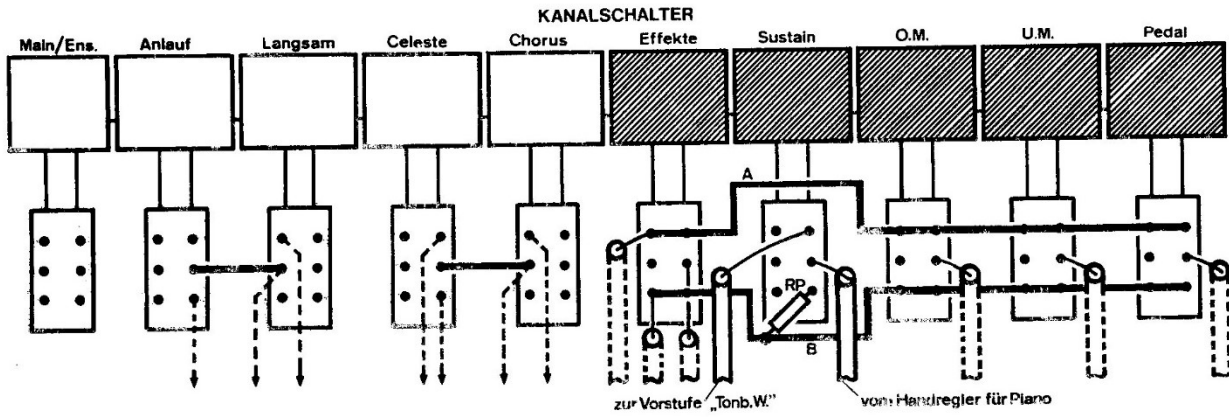 KANALSCHALTER
Main/Ens. Anlauf Langsam Celeste Chorus Effekte Sustain O.M. U.M. Pedal
A
RP
B
zur Vorstufe „Tonb.W." vom Handregler für Piano